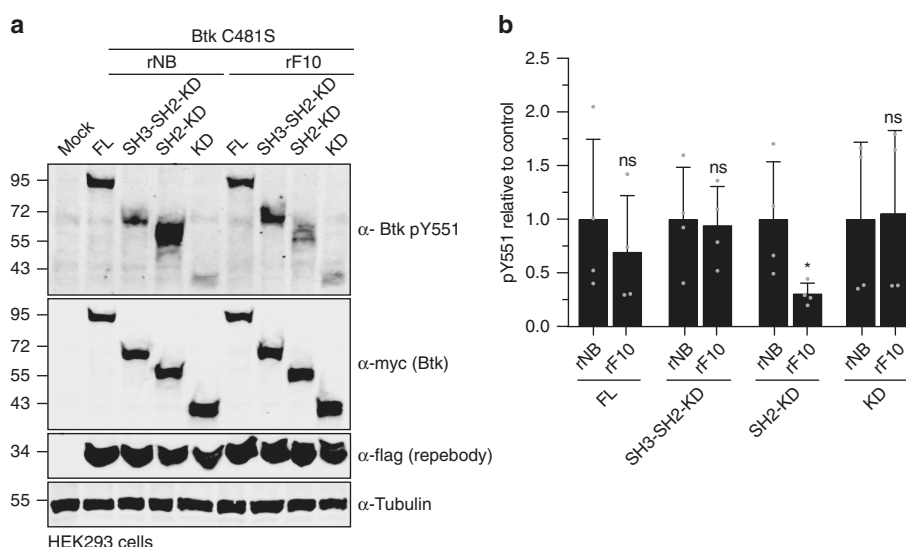 a
Btk C481S
rNB rF10
Mock FL SH3-SH2-KD SH2-KD KD FL SH3-SH2-KD SH2-KD KD
95
72
55
43
α- Btk pY551
95
72
55
43
α-myc (Btk)
34
α-flag (repebody)
55
α-Tubulin
HEK293 cells
b
pY551 relative to control
2.5
2.0
1.5
1.0
0.5
0.0
ns ns * ns
rNB rF10 rNB rF10 rNB rF10 rNB rF10
FL SH3-SH2-KD SH2-KD KD